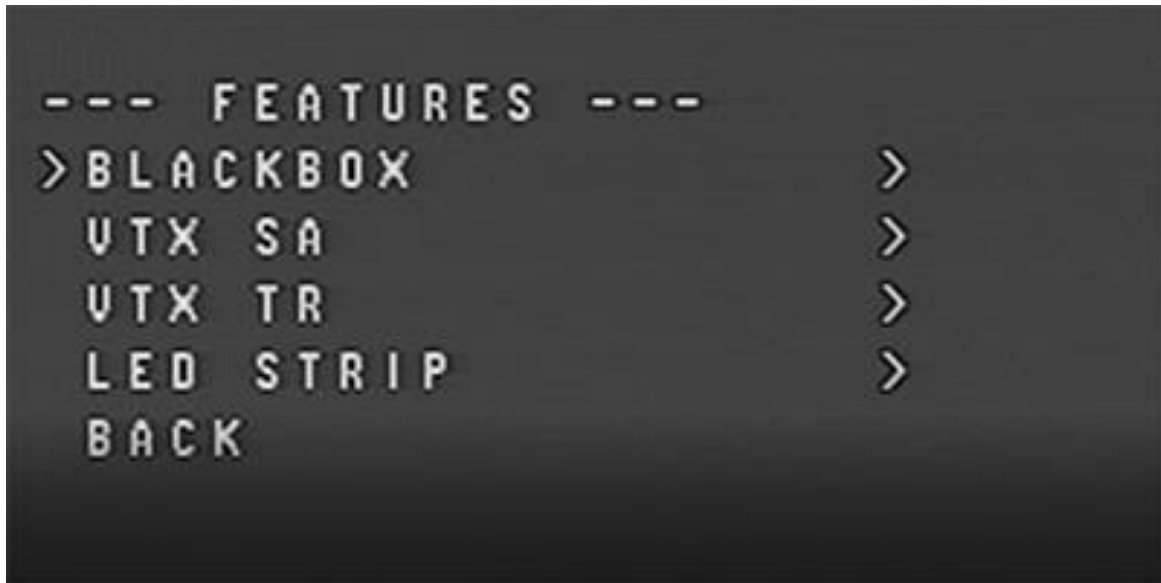 --- FEATURES ---
>BLACKBOX >
VTX SA >
VTX TR >
LED STRIP >
BACK